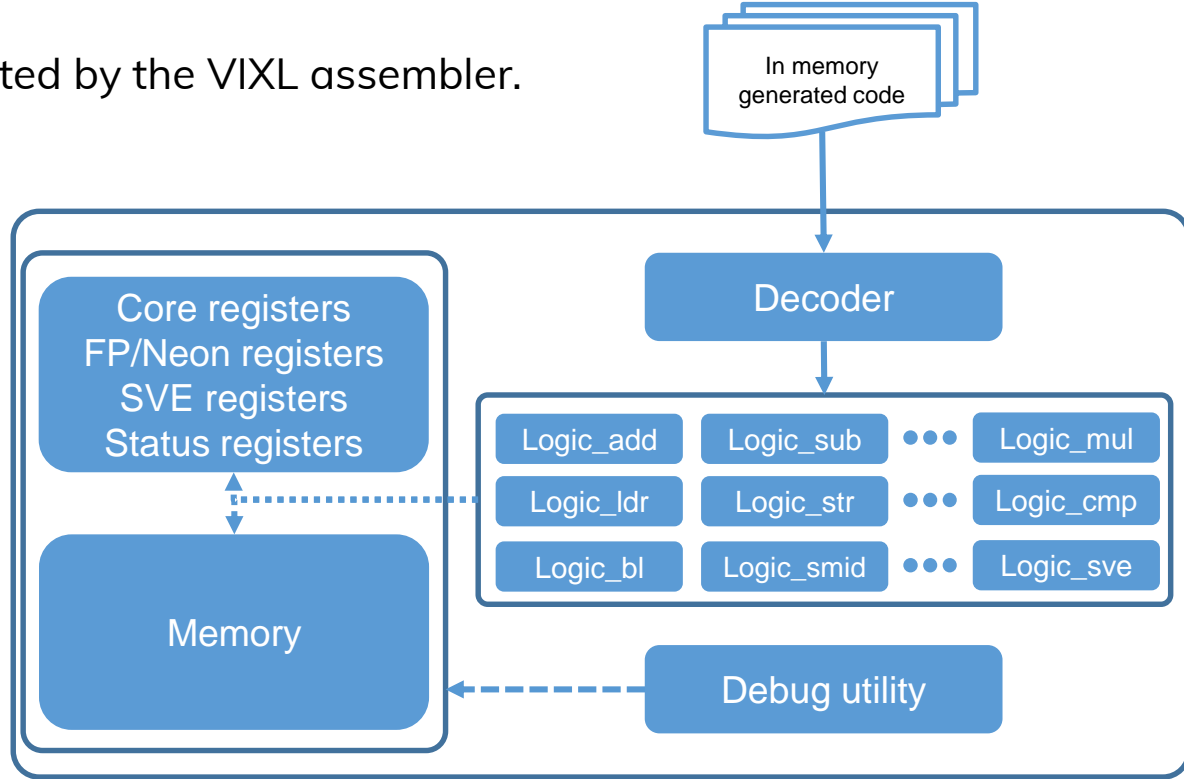 ted by the VIXL assembler.
In memory
generated code
Decoder
Core registers
FP/Neon registers
SVE registers
Status registers
Logic_add
Logic_sub
Logic_mul
Logic_ldr
Logic_str
Logic_cmp
Logic_bl
Logic_smid
Logic_sve
Memory
Debug utility